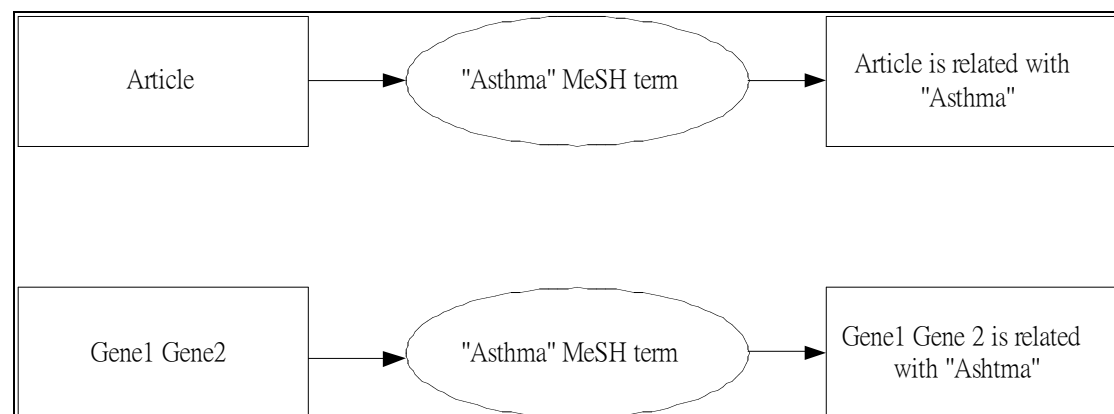 Article
"Asthma" MeSH term
Article is related with
"Asthma"
Gene1 Gene2
"Asthma" MeSH term
Gene1 Gene 2 is related
with "Ashtma"